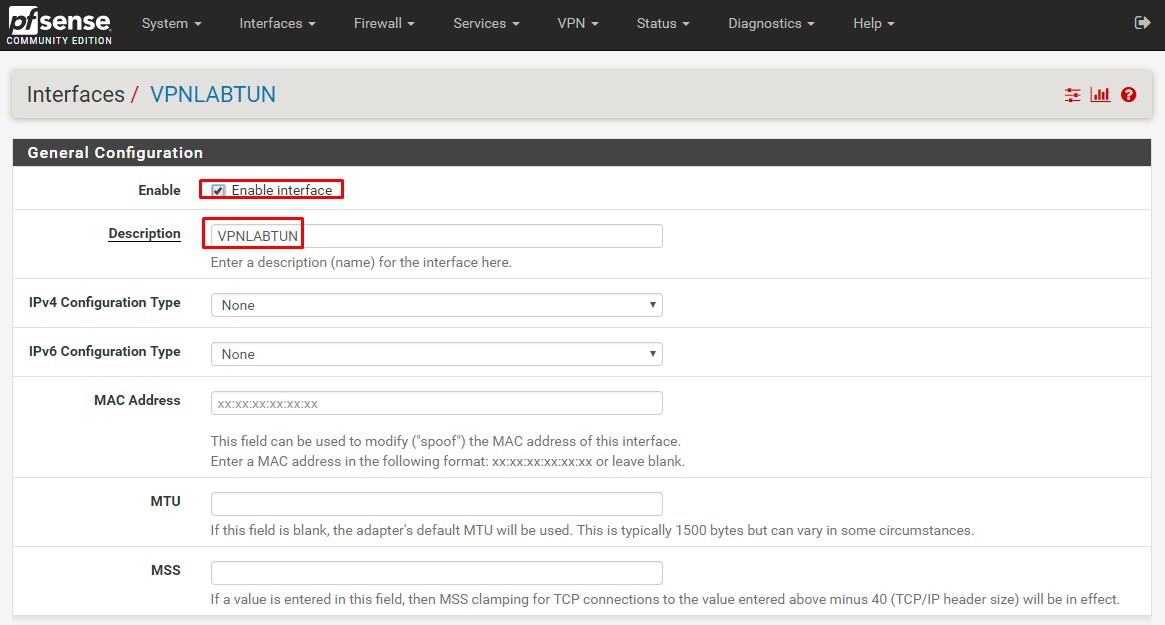 pfsense
COMMUNITY EDITION
System Interfaces Firewall Services VPN Status Diagnostics Help
Interfaces / VPNLABTUN
General Configuration
Enable Enable interface
Description VPNLABTUN
Enter a description (name) for the interface here.
IPv4 Configuration Type None
IPv6 Configuration Type None
MAC Address xx:xx:xx:xx:xx:xx
This field can be used to modify ("spoof") the MAC address of this interface.
Enter a MAC address in the following format: xx:xx:xx:xx:xx:xx or leave blank.
MTU
If this field is blank, the adapter's default MTU will be used. This is typically 1500 bytes but can vary in some circumstances.
MSS
If a value is entered in this field, then MSS clamping for TCP connections to the value entered above minus 40 (TCP/IP header size) will be in effect.